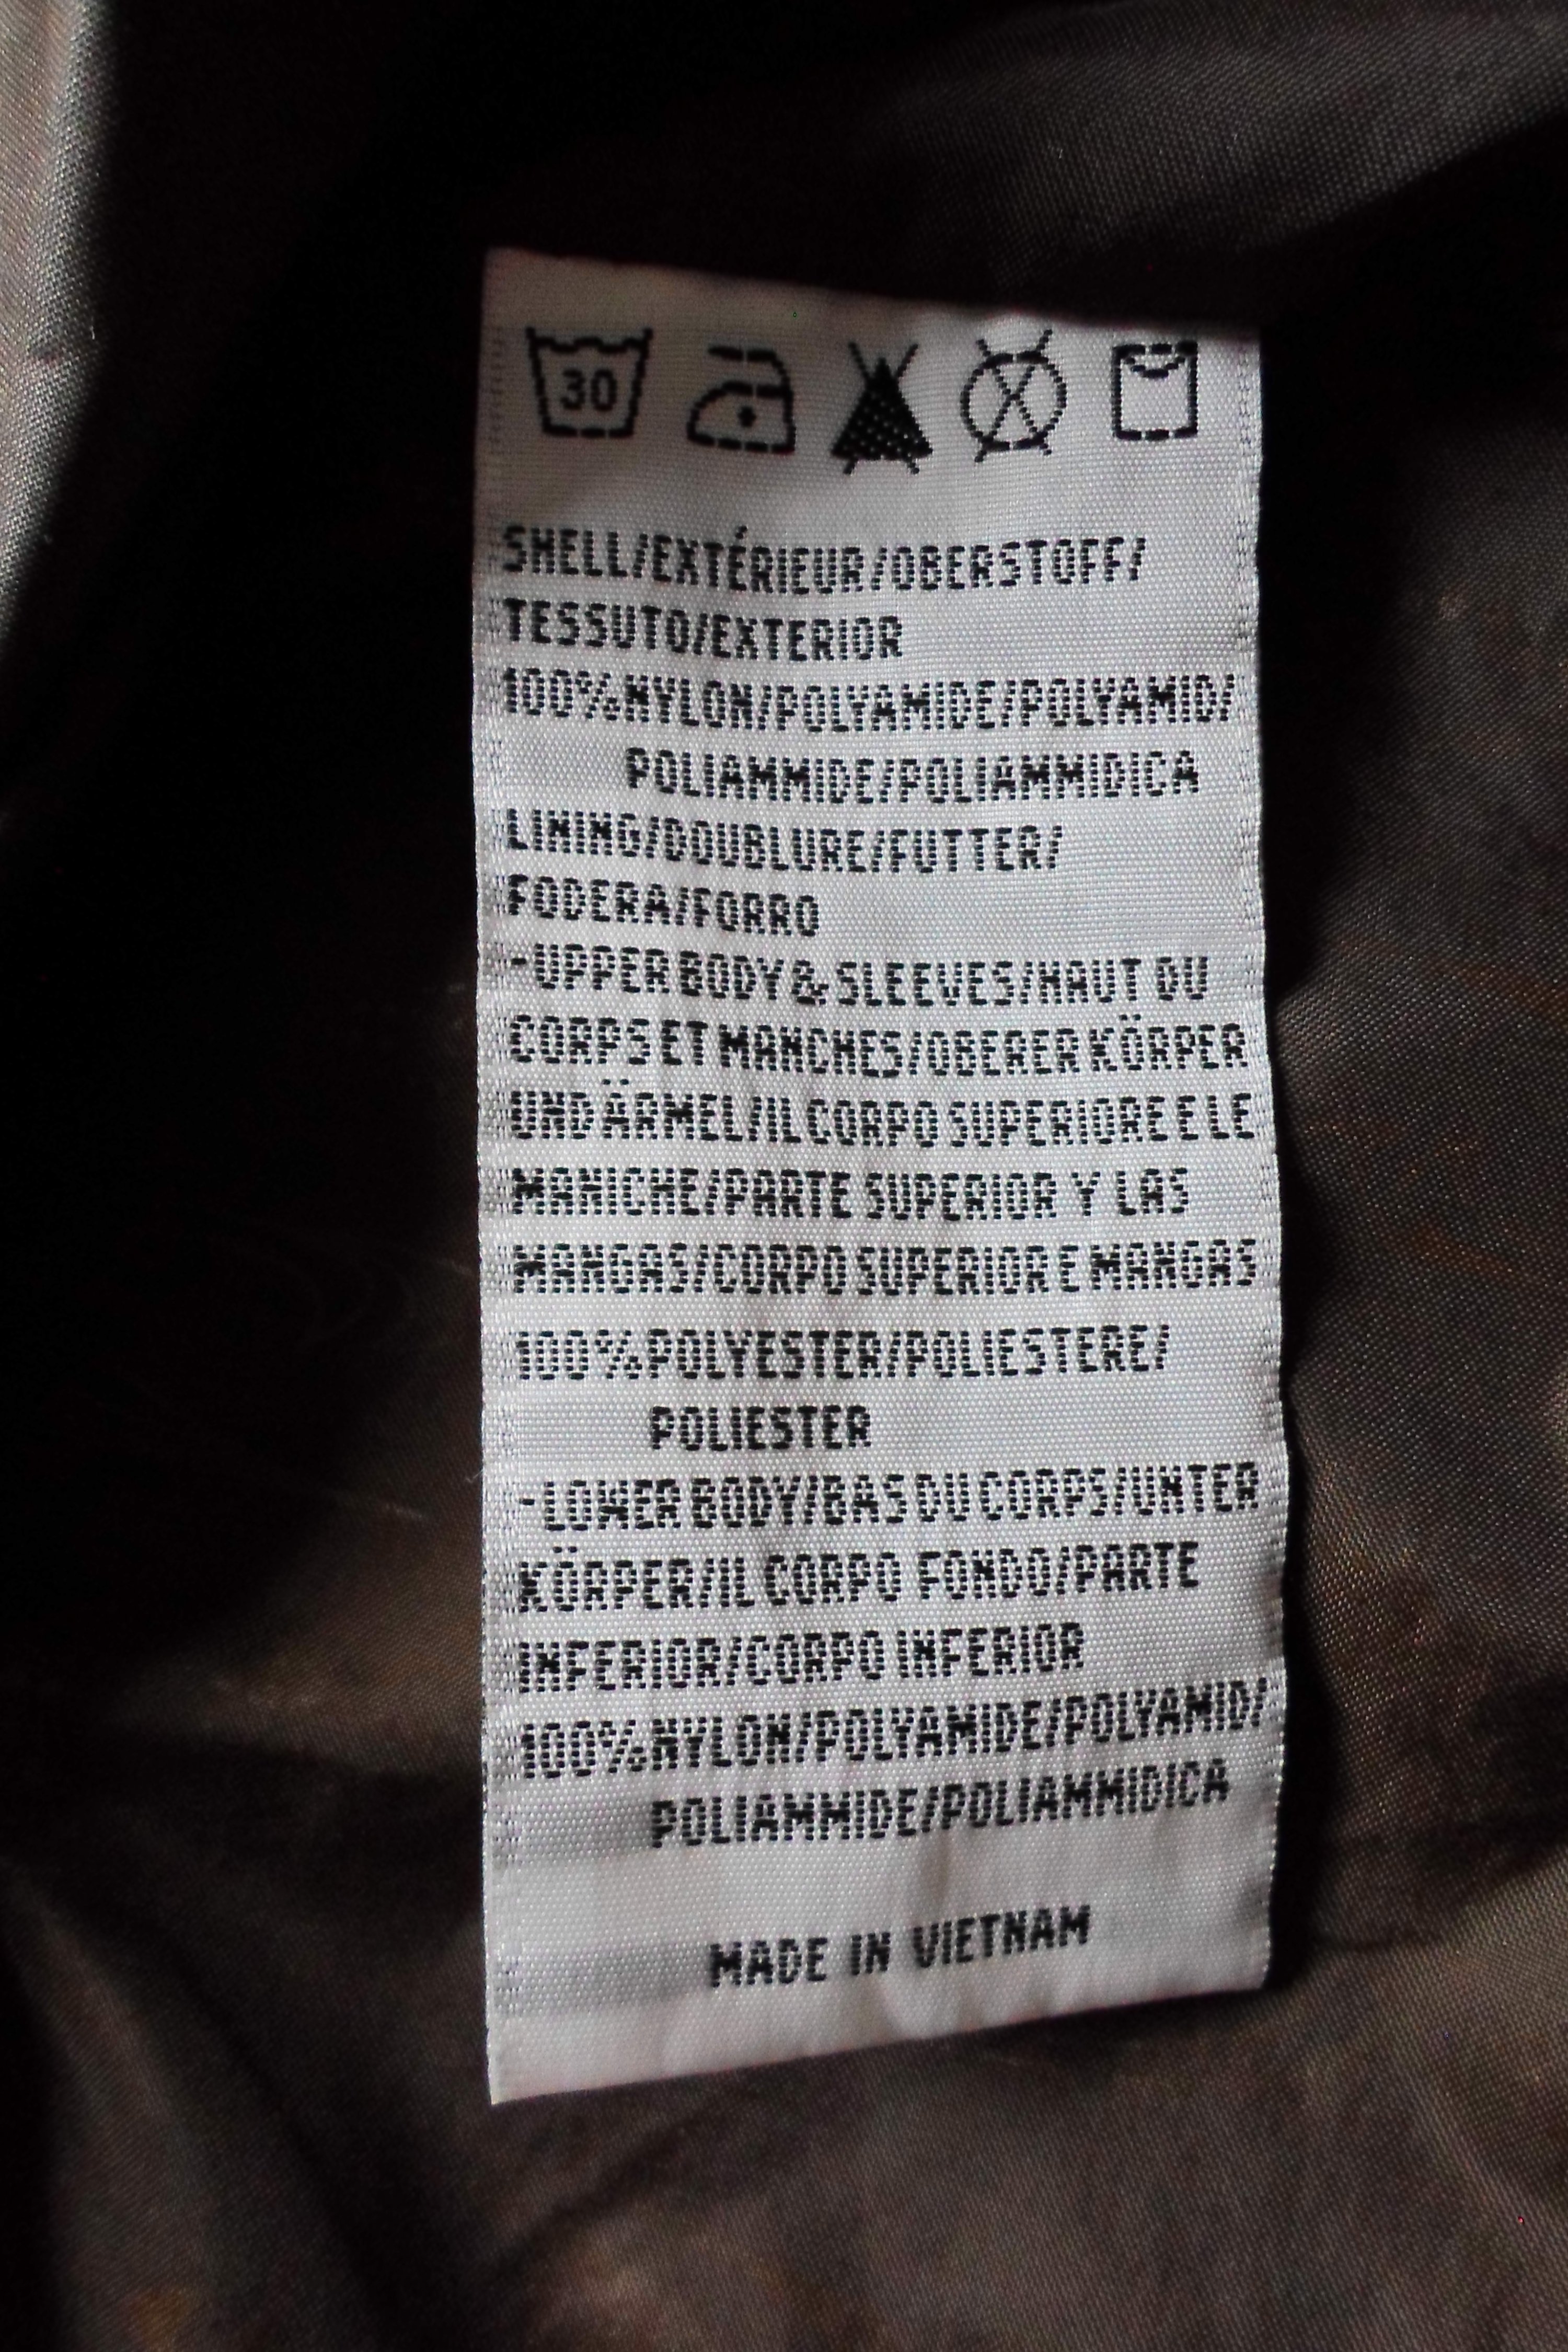 30
SHELL/EXTÉRIEUR/OBERSTOFF/
TESSUTO/EXTERIOR
100%NYLON/POLYAMIDE/POLYAMID/
POLIAMMIDE/POLIAMMIDICA
LINING/DOUBLURE/FUTTER/
FODERA/FORRO
-UPPER BODY & SLEEVES/HAUT DU
CORPS ET MANCHES/OBERER KÖRPER
UND ÄRMEL/IL CORPO SUPERIORE E LE
MANICHE/PARTE SUPERIOR Y LAS
MANGAS/CORPO SUPERIOR E MANGAS
100%POLYESTER/POLIESTERE/
POLIESTER
-LOWER BODY/BAS DU CORPS/UNTER
KÖRPER/IL CORPO FONDO/PARTE
INFERIOR/CORPO INFERIOR
100%NYLON/POLYAMIDE/POLYAMID/
POLIAMMIDE/POLIAMMIDICA
MADE IN VIETNAM